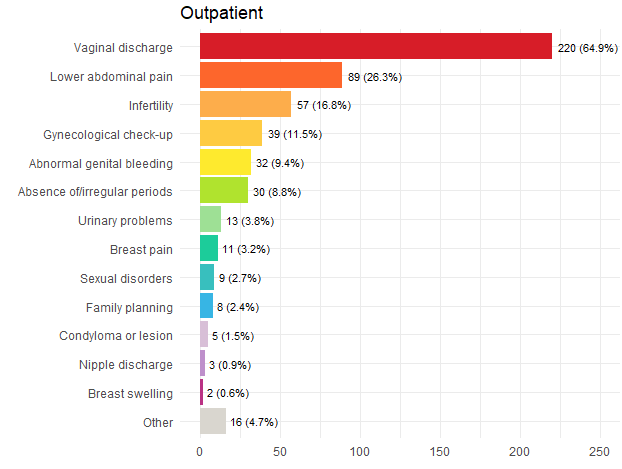 Outpatient
Vaginal discharge 220 (64.9%)
Lower abdominal pain 89 (26.3%)
Infertility 57 (16.8%)
Gynecological check-up 39 (11.5%)
Abnormal genital bleeding 32 (9.4%)
Absence of/irregular periods 30 (8.8%)
Urinary problems 13 (3.8%)
Breast pain 11 (3.2%)
Sexual disorders 9 (2.7%)
Family planning 8 (2.4%)
Condyloma or lesion 5 (1.5%)
Nipple discharge 3 (0.9%)
Breast swelling 2 (0.6%)
Other 16 (4.7%)
0 50 100 150 200 250